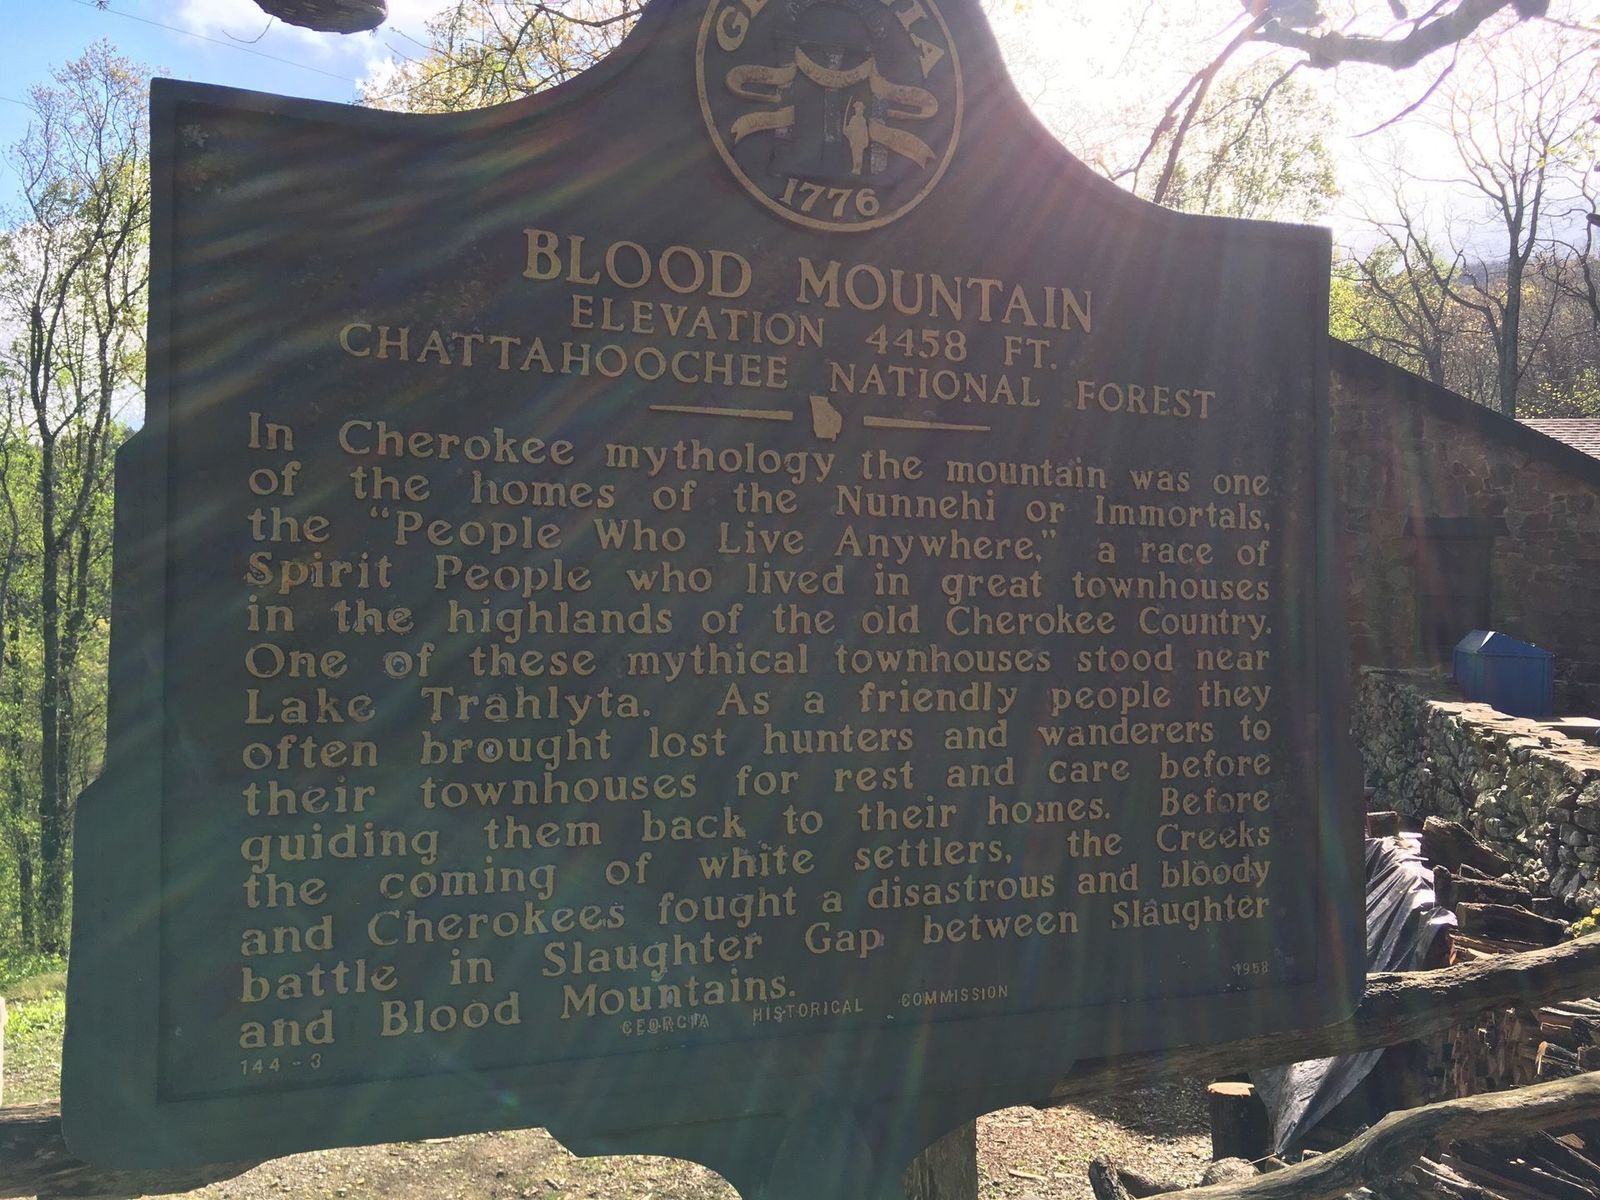 GEORGIA
1776
BLOOD MOUNTAIN
ELEVATION 4458 FT.
CHATTAHOOCHEE NATIONAL FOREST
In Cherokee mythology the mountain was one
of the homes of the Nunnehi or Immortals,
the “People Who Live Anywhere,” a race of
Spirit People who lived in great townhouses
in the highlands of the old Cherokee Country.
One of these mythical townhouses stood near
Lake Trahlyta. As a friendly people they
often brought lost hunters and wanderers to
their townhouses for rest and care before
guiding them back to their homes. Before
the coming of white settlers, the Creeks
and Cherokees fought a disastrous and bloody
battle in Slaughter Gap between Slaughter
and Blood Mountains.
144 - 3 GEORGIA HISTORICAL COMMISSION 1958